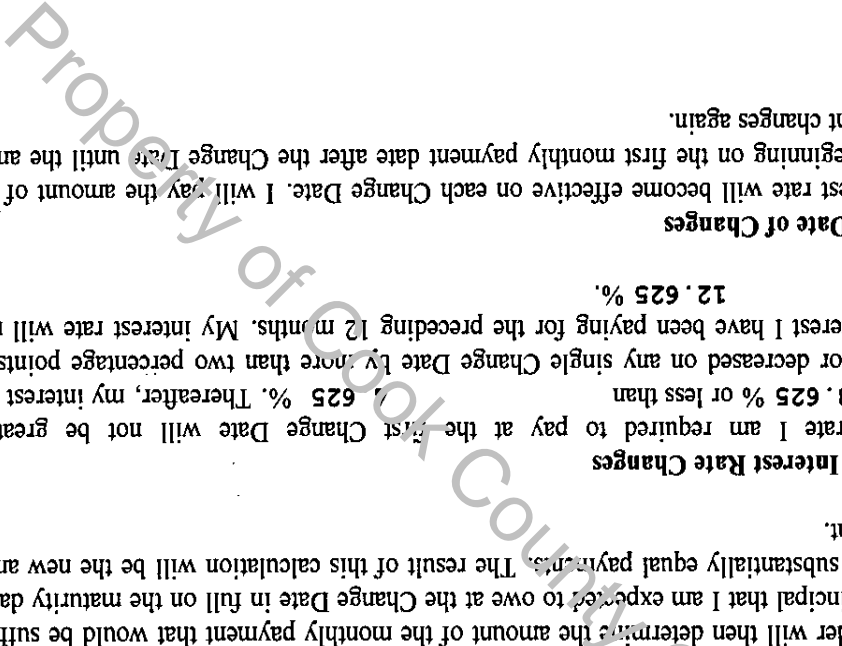 der will then determine the amount of the monthly payment that would be suffi
ncipal that I am expected to owe at the Change Date in full on the maturity da
substantially equal payments. The result of this calculation will be the new am
nt.
Interest Rate Changes
rate I am required to pay at the first Change Date will not be great
.625 % or less than 625 %. Thereafter, my interest
or decreased on any single Change Date by more than two percentage points
erest I have been paying for the preceding 12 months. My interest rate will
12.625 %.
Date of Changes
est rate will become effective on each Change Date. I will pay the amount of
eginning on the first monthly payment date after the Change Date until the am
nt changes again.
Property of Cook County